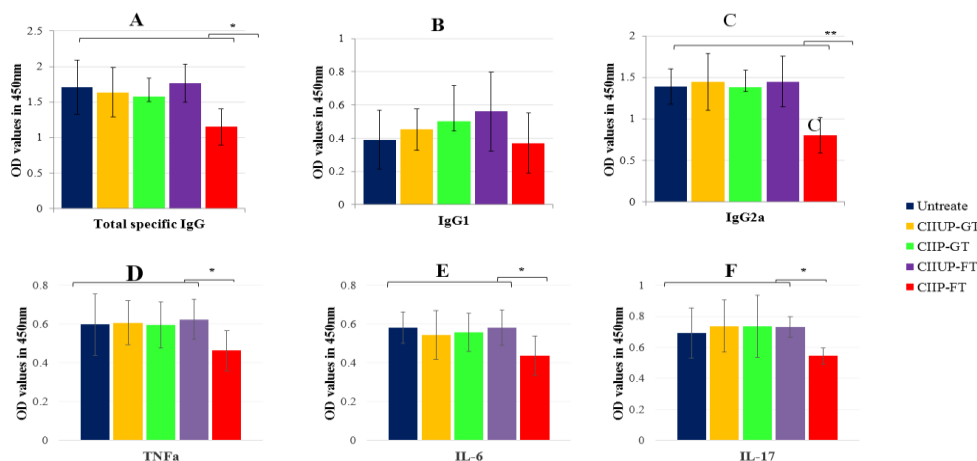 A
*
2.5
2
1.5
1
0.5
0
OD values in 450nm
Total specific IgG
B
1
0.8
0.6
0.4
0.2
0
OD values in 450nm
IgG1
C
**
2
1.5
1
0.5
0
OD values in 450nm
C
IgG2a
Untreate
CIIUP-GT
CIIP-GT
CIIUP-FT
CIIP-FT
D
*
0.8
0.6
0.4
0.2
0
OD values in 450nm
TNFa
E
*
0.8
0.6
0.4
0.2
0
OD values in 450nm
IL-6
F
*
1
0.8
0.6
0.4
0.2
0
OD values in 450nm
IL-17